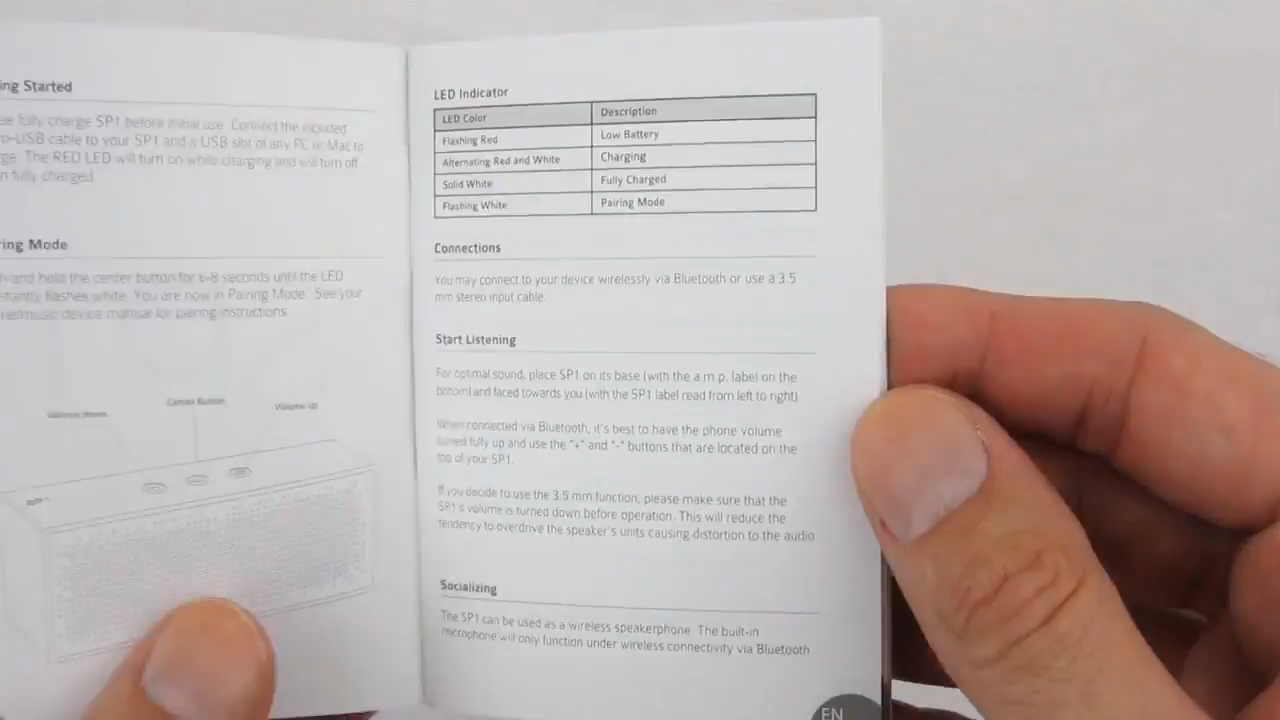 ing Started
se fully charge SP1 before initial use. Connect the included
o-USB cable to your SP1 and a USB slot of any PC or Mac to
ge. The RED LED will turn on while charging and will turn off
n fully charged
ring Mode
h and hold the center button for 6-8 seconds until the LED
stantly flashes white. You are now in Pairing Mode. See your
ne/music device manual for pairing instructions.
Volume down
Center Button
Volume up
LED Indicator
LED Color Description
Flashing Red Low Battery
Alternating Red and White Charging
Solid White Fully Charged
Flashing White Pairing Mode
Connections
You may connect to your device wirelessly via Bluetooth or use a 3.5
mm stereo input cable.
Start Listening
For optimal sound, place SP1 on its base (with the a.m.p. label on the
bottom) and faced towards you (with the SP1 label read from left to right)
When connected via Bluetooth, it's best to have the phone volume
turned fully up and use the "+" and "-" buttons that are located on the
top of your SP1.
If you decide to use the 3.5 mm function, please make sure that the
SP1's volume is turned down before operation. This will reduce the
tendency to overdrive the speaker's units causing distortion to the audio
Socializing
The SP1 can be used as a wireless speakerphone. The built-in
microphone will only function under wireless connectivity via Bluetooth
EN